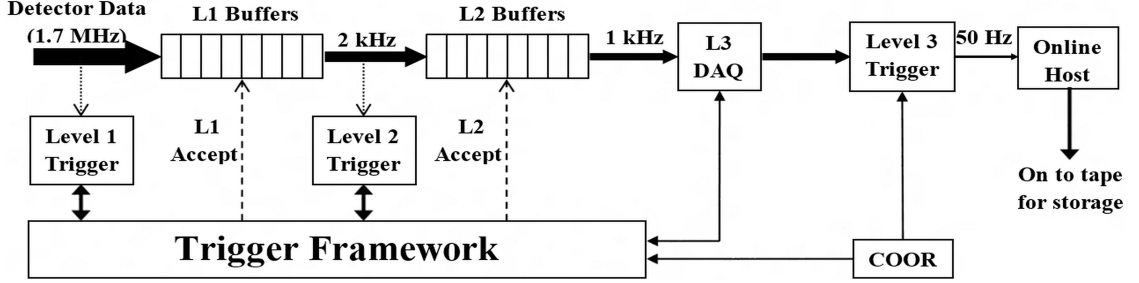 Detector Data
(1.7 MHz)
L1 Buffers
2 kHz
L2 Buffers
1 kHz
L3
DAQ
Level 3
Trigger
50 Hz
Online
Host
Level 1
Trigger
L1
Accept
Level 2
Trigger
L2
Accept
On to tape
for storage
Trigger Framework
COOR